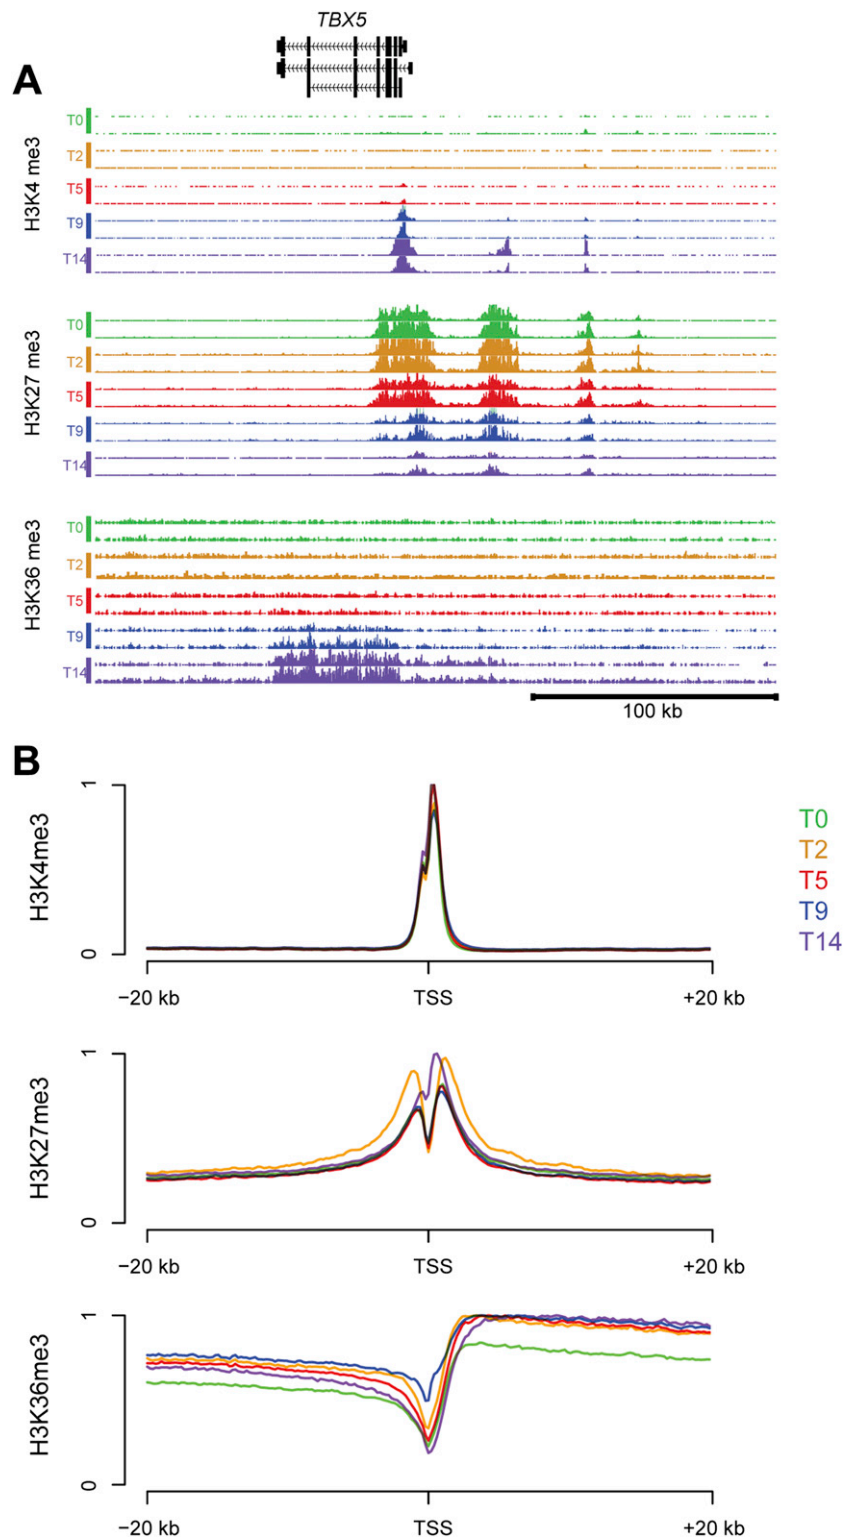 TBX5
A
H3K4 me3
T0
T2
T5
T9
T14
H3K27 me3
T0
T2
T5
T9
T14
H3K36 me3
T0
T2
T5
T9
T14
100 kb
B
H3K4me3
1
0
−20 kb TSS +20 kb
T0
T2
T5
T9
T14
H3K27me3
1
0
−20 kb TSS +20 kb
H3K36me3
1
0
−20 kb TSS +20 kb